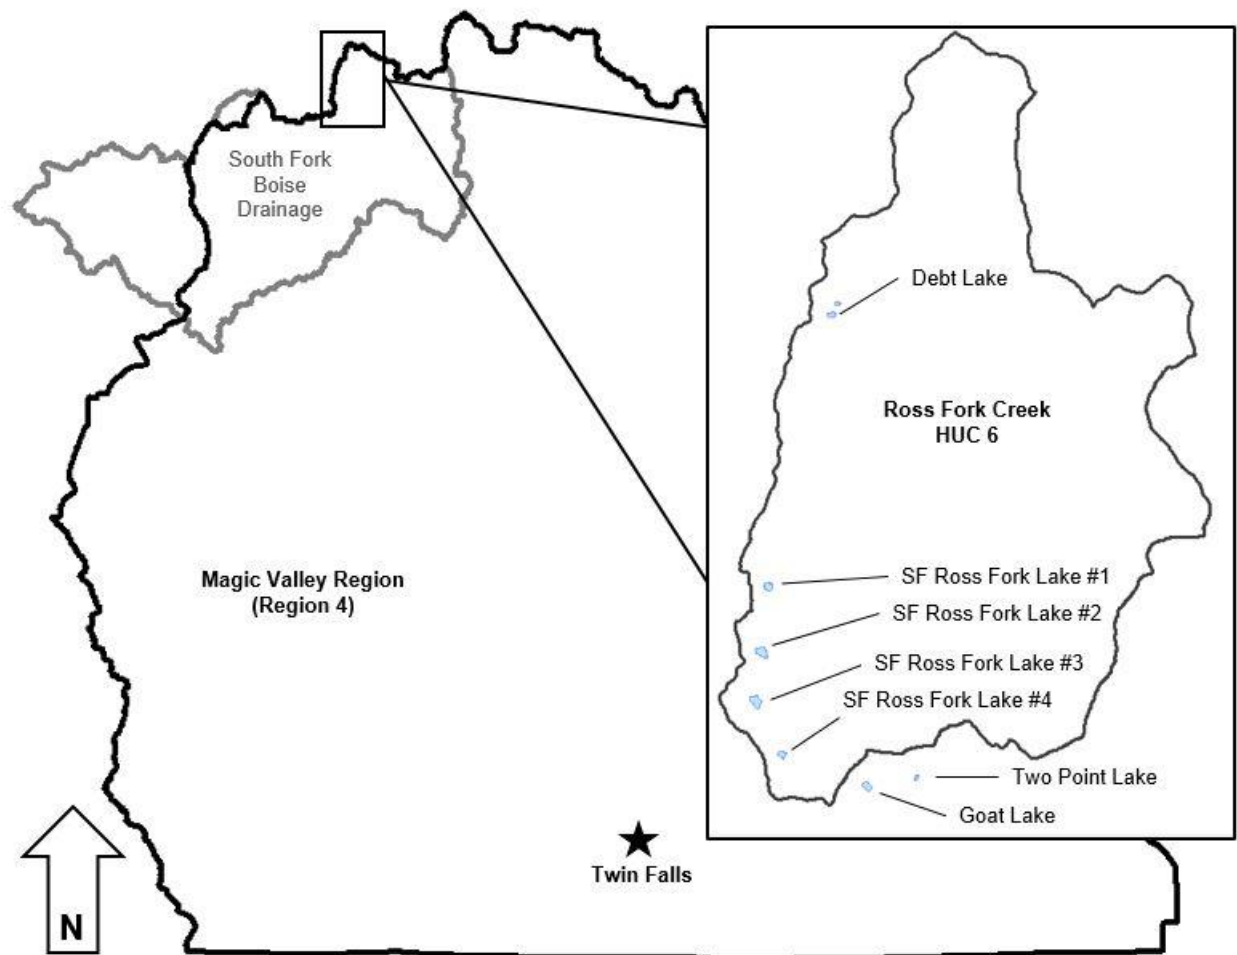 South Fork
Boise
Drainage
Debt Lake
Ross Fork Creek
HUC 6
SF Ross Fork Lake #1
SF Ross Fork Lake #2
SF Ross Fork Lake #3
SF Ross Fork Lake #4
Two Point Lake
Goat Lake
Magic Valley Region
(Region 4)
Twin Falls
N